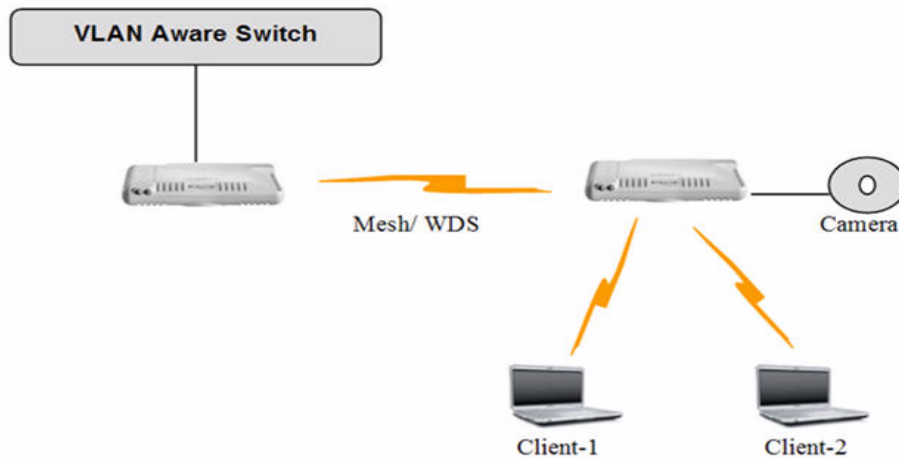 VLAN Aware Switch
Mesh/ WDS
Camera
Client-1
Client-2